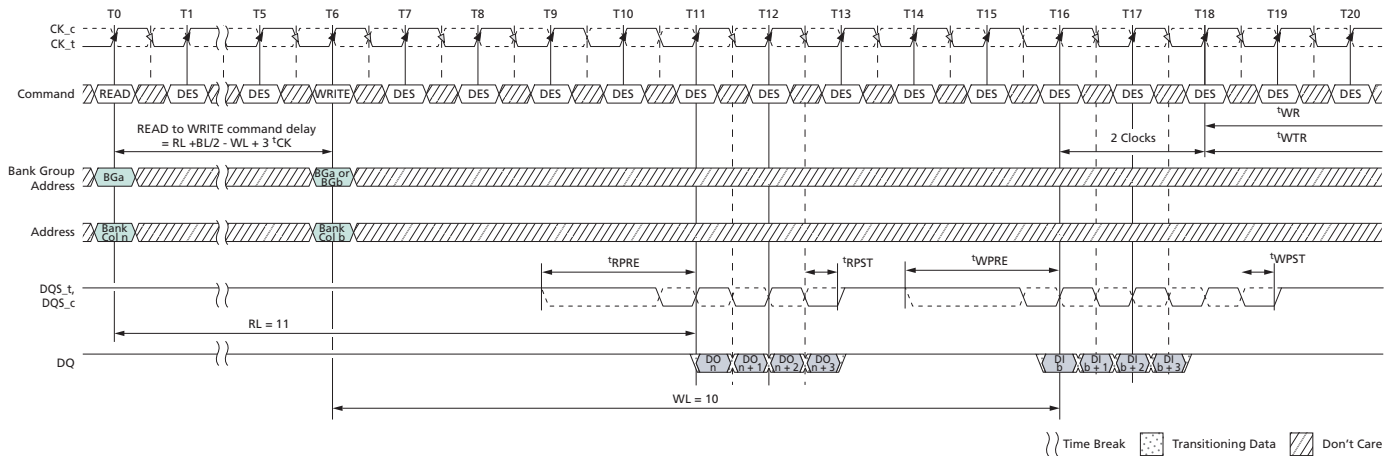 T0 T1 T5 T6 T7 T8 T9 T10 T11 T12 T13 T14 T15 T16 T17 T18 T19 T20
CK_c
CK_t
Command READ DES DES WRITE DES DES DES DES DES DES DES DES DES DES DES DES DES DES
READ to WRITE command delay
= RL +BL/2 - WL + 3 tCK
tWR
2 Clocks
tWTR
Bank Group
Address
BGa
BGa or
BGb
Address
Bank
Col n
Bank
Col b
tRPRE tRPST tWPRE tWPST
DQS_t,
DQS_c
RL = 11
DQ
DO
n
DO
n + 1
DO
n + 2
DO
n + 3
DI
b
DI
b + 1
DI
b + 2
DI
b + 3
WL = 10
Time Break Transitioning Data Don't Care